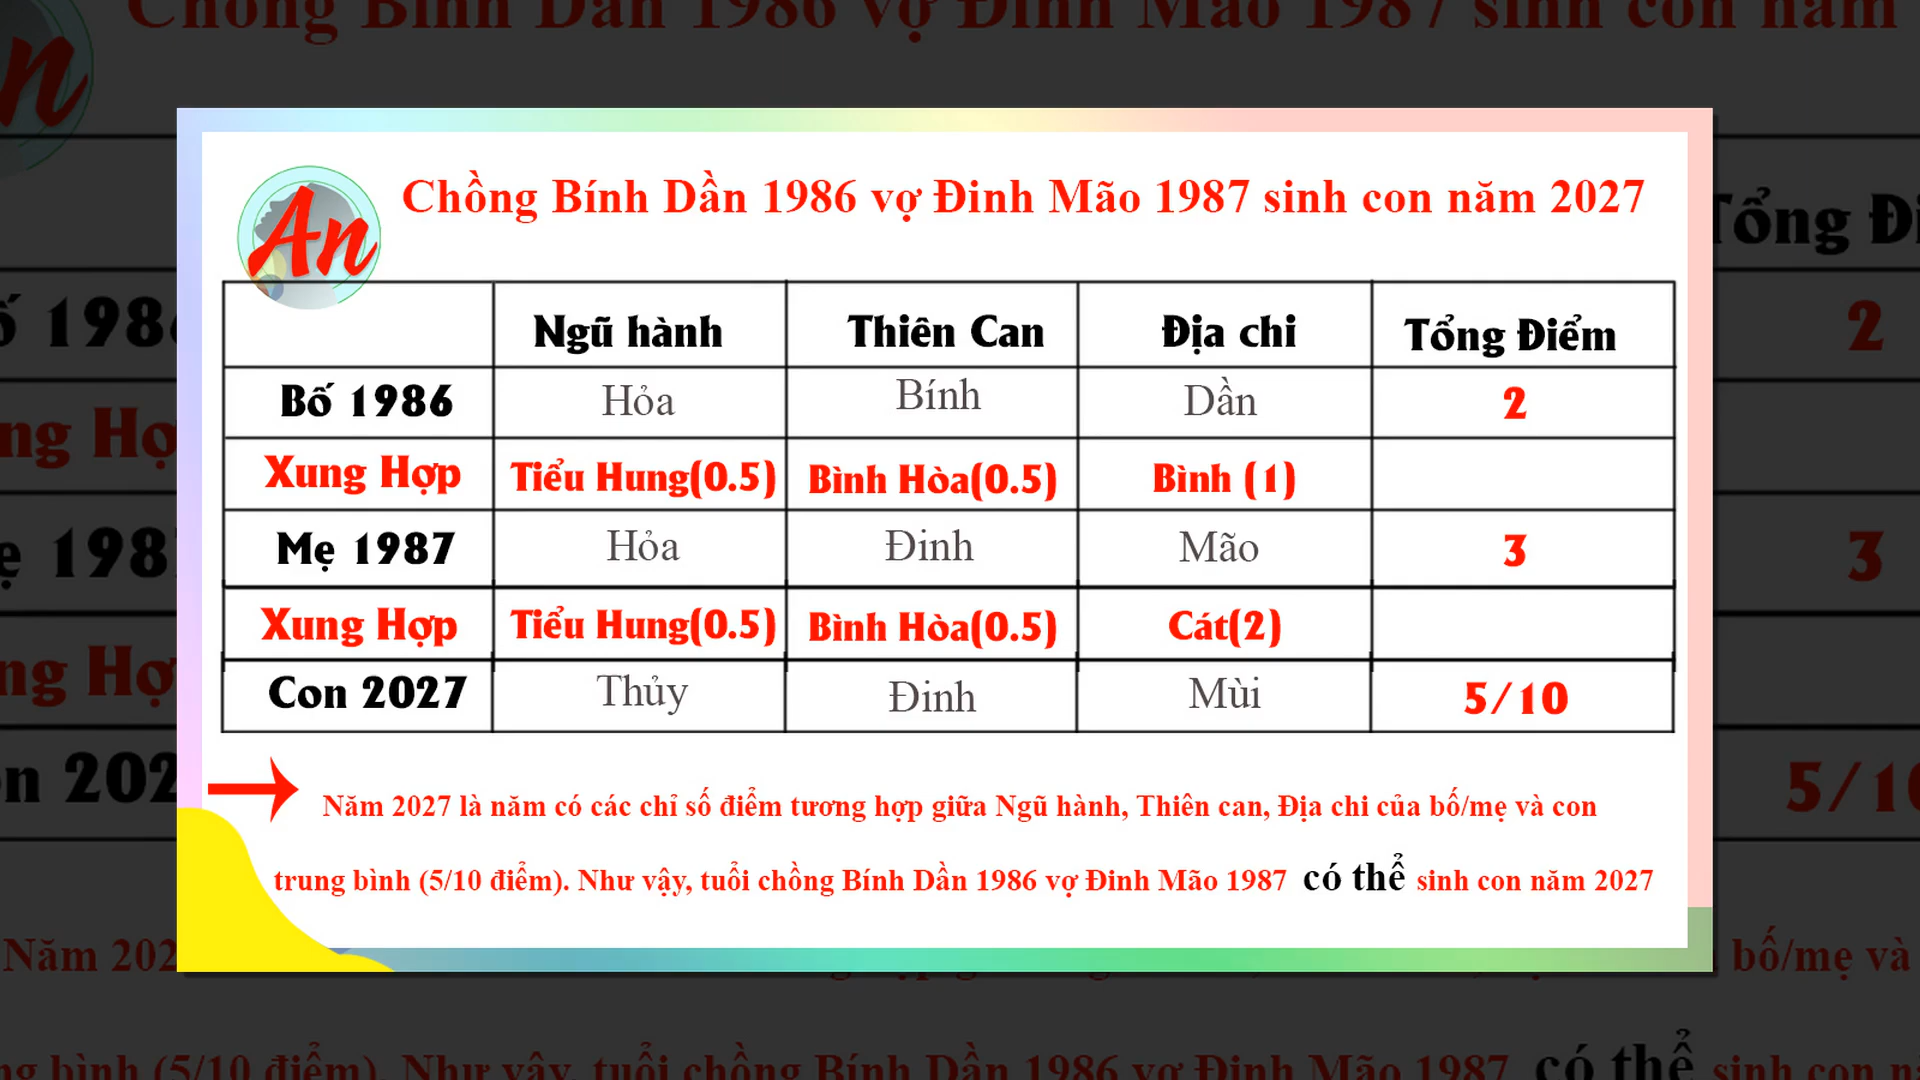 Chồng Bính Dần 1986 vợ Đinh Mão 1987 sinh con năm 2027
An
Ngũ hành Thiên Can Địa chi Tổng Điểm
Bố 1986 Hỏa Bính Dần 2
Xung Hợp Tiểu Hung(0.5) Bình Hòa(0.5) Bình (1)
Mẹ 1987 Hỏa Đinh Mão 3
Xung Hợp Tiểu Hung(0.5) Bình Hòa(0.5) Cát(2)
Con 2027 Thủy Đinh Mùi 5/10
Năm 2027 là năm có các chỉ số điểm tương hợp giữa Ngũ hành, Thiên can, Địa chi của bố/mẹ và con
trung bình (5/10 điểm). Như vậy, tuổi chồng Bính Dần 1986 vợ Đinh Mão 1987 có thể sinh con năm 2027